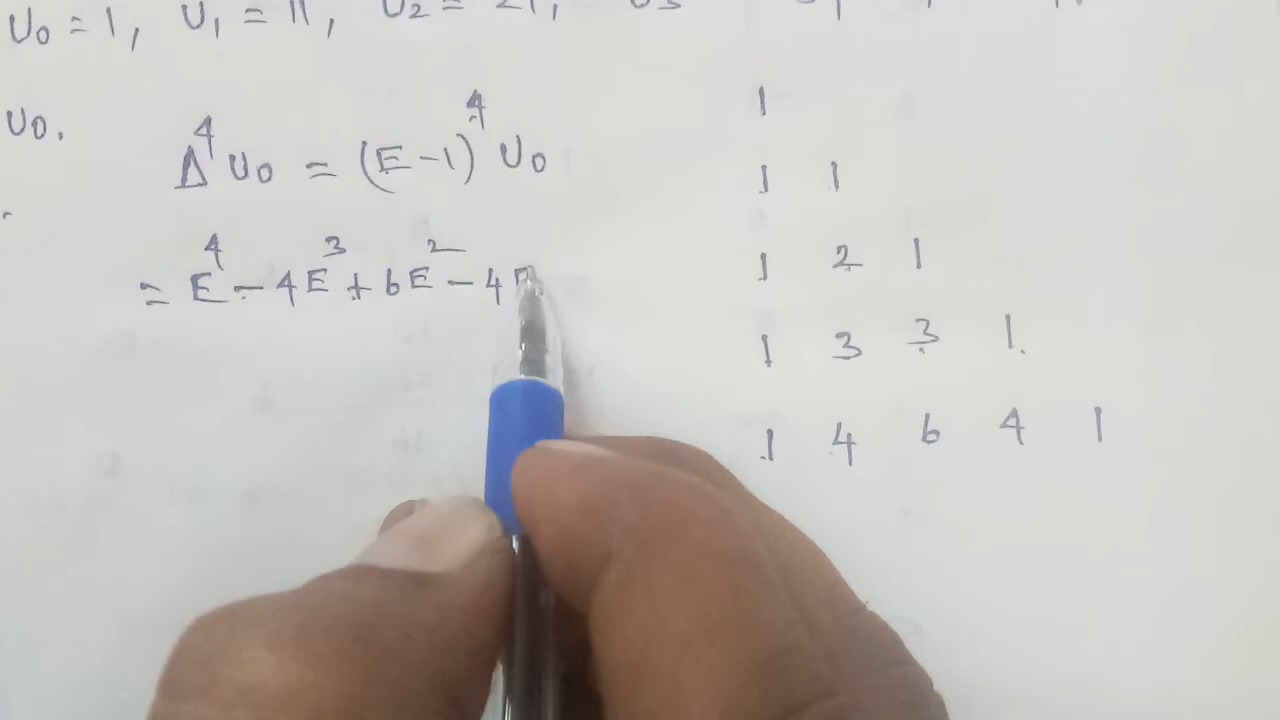 U₀ = 1, U₁ = 11, U₂ = 21, U₃
U₀.
Δ⁴ U₀ = (E - 1)⁴ U₀
= E⁴ - 4E³ + 6E² - 4E
1
1 1
1 2 1
1 3 3 1.
1 4 6 4 1